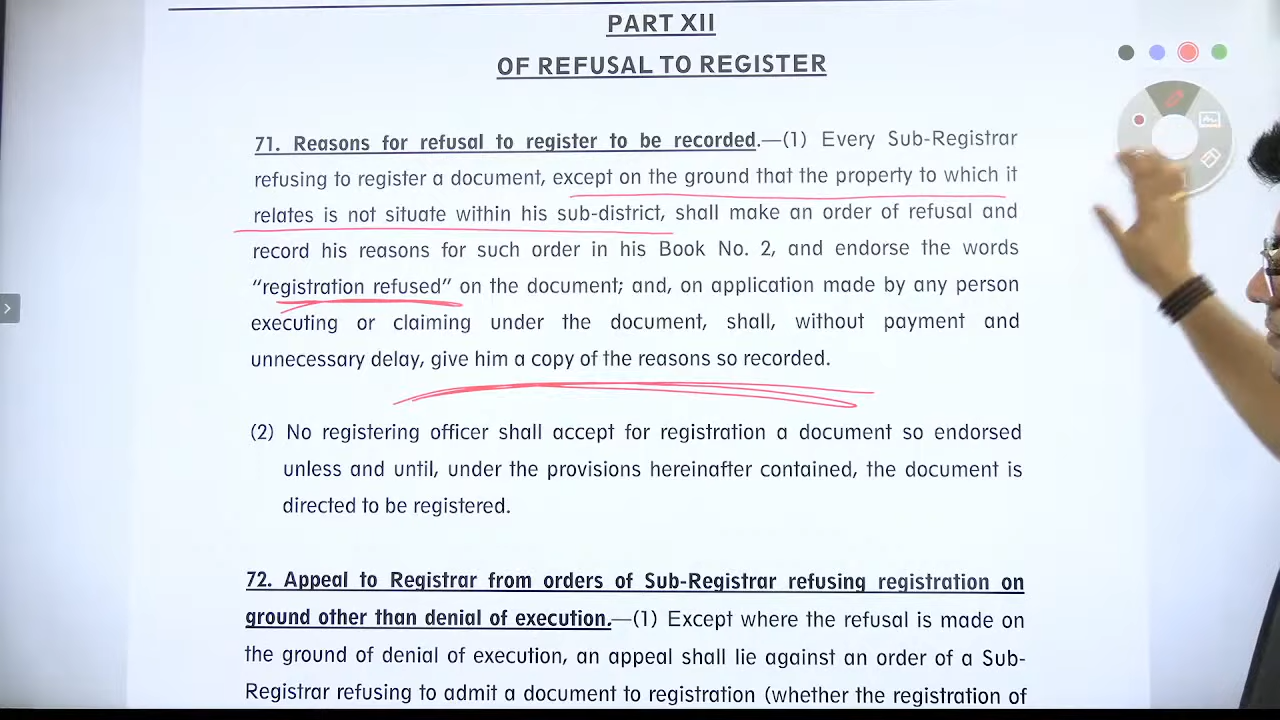 PART XII
OF REFUSAL TO REGISTER
71. Reasons for refusal to register to be recorded.—(1) Every Sub-Registrar
refusing to register a document, except on the ground that the property to which it
relates is not situate within his sub-district, shall make an order of refusal and
record his reasons for such order in his Book No. 2, and endorse the words
“registration refused” on the document; and, on application made by any person
executing or claiming under the document, shall, without payment and
unnecessary delay, give him a copy of the reasons so recorded.
(2) No registering officer shall accept for registration a document so endorsed
unless and until, under the provisions hereinafter contained, the document is
directed to be registered.
72. Appeal to Registrar from orders of Sub-Registrar refusing registration on
ground other than denial of execution.—(1) Except where the refusal is made on
the ground of denial of execution, an appeal shall lie against an order of a Sub-
Registrar refusing to admit a document to registration (whether the registration of